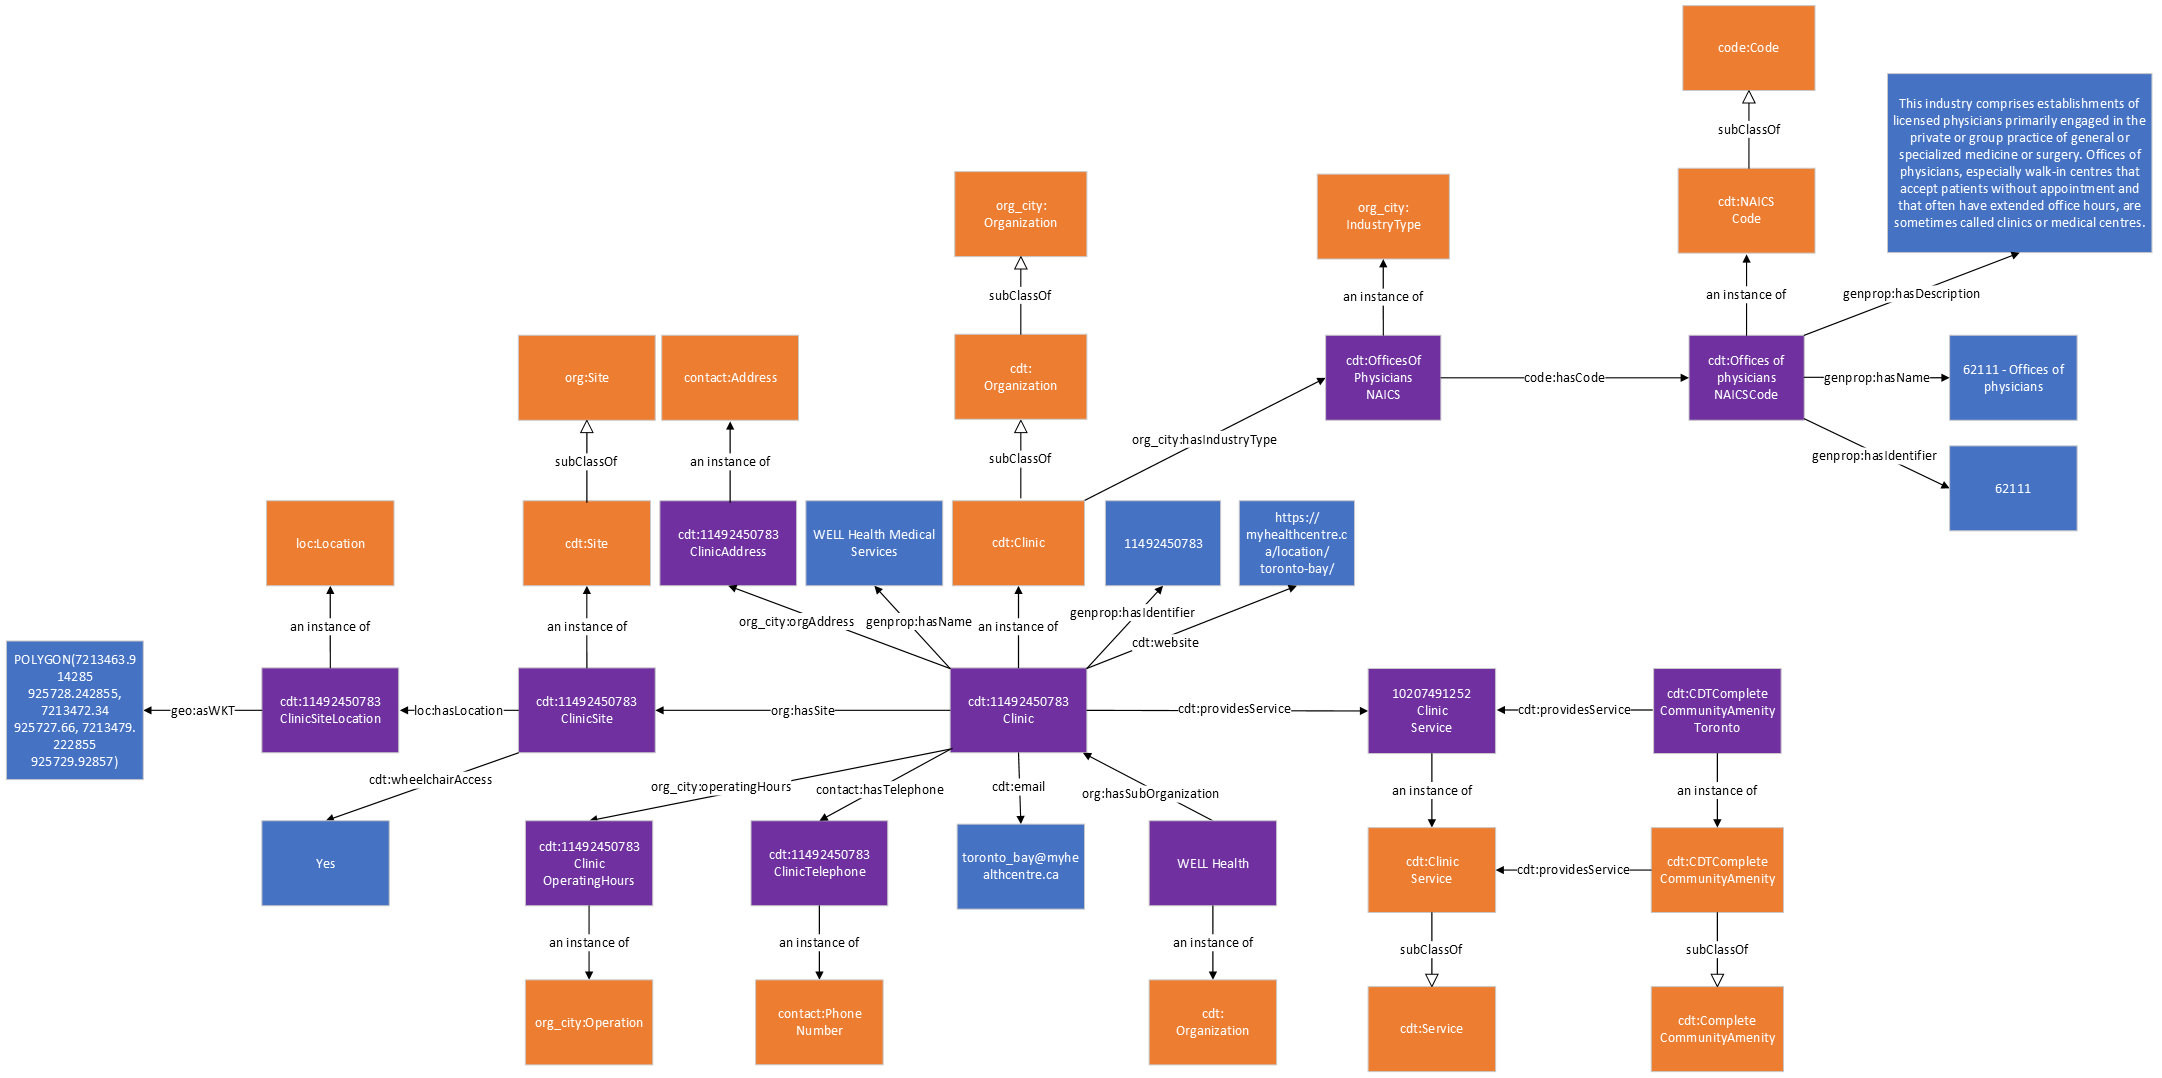 code:Code
subClassOf
This industry comprises establishments of
licensed physicians primarily engaged in the
private or group practice of general or
specialized medicine or surgery. Offices of
physicians, especially walk-in centres that
accept patients without appointment and
that often have extended office hours, are
sometimes called clinics or medical centres.
org_city:
Organization
org_city:
IndustryType
cdt:NAICS
Code
subClassOf
an instance of
an instance of
genprop:hasDescription
org:Site
contact:Address
cdt:
Organization
cdt:OfficesOf
Physicians
NAICS
code:hasCode
cdt:Offices of
physicians
NAICSCode
genprop:hasName
62111 - Offices of
physicians
subClassOf
an instance of
subClassOf
org_city:hasIndustryType
genprop:hasIdentifier
62111
loc:Location
cdt:Site
cdt:11492450783
ClinicAddress
WELL Health Medical
Services
cdt:Clinic
11492450783
https://
myhealthcentre.c
a/location/
toronto-bay/
an instance of
an instance of
org_city:orgAddress
genprop:hasName
an instance of
genprop:hasIdentifier
cdt:website
POLYGON(7213463.9
14285
925728.242855,
7213472.34
925727.66, 7213479.
222855
925729.92857)
geo:asWKT
cdt:11492450783
ClinicSiteLocation
loc:hasLocation
cdt:11492450783
ClinicSite
org:hasSite
cdt:11492450783
Clinic
cdt:providesService
10207491252
Clinic
Service
cdt:providesService
cdt:CDTComplete
CommunityAmenity
Toronto
cdt:wheelchairAccess
org_city:operatingHours
contact:hasTelephone
cdt:email
org:hasSubOrganization
an instance of
an instance of
Yes
cdt:11492450783
Clinic
OperatingHours
cdt:11492450783
ClinicTelephone
toronto_bay@myhe
althcentre.ca
WELL Health
cdt:Clinic
Service
cdt:providesService
cdt:CDTComplete
CommunityAmenity
an instance of
an instance of
an instance of
subClassOf
subClassOf
org_city:Operation
contact:Phone
Number
cdt:
Organization
cdt:Service
cdt:Complete
CommunityAmenity